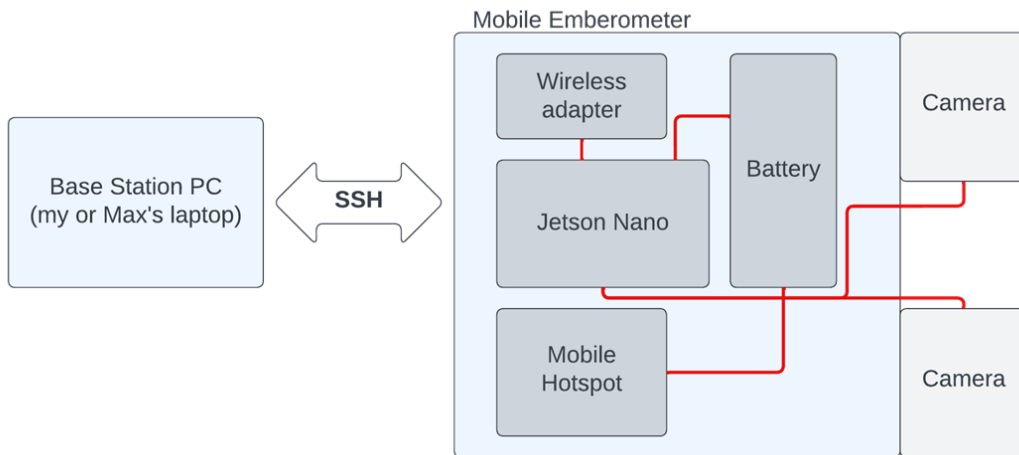 Mobile Emberometer
Wireless
adapter
Camera
Battery
Base Station PC
(my or Max's laptop)
SSH
Jetson Nano
Mobile
Hotspot
Camera